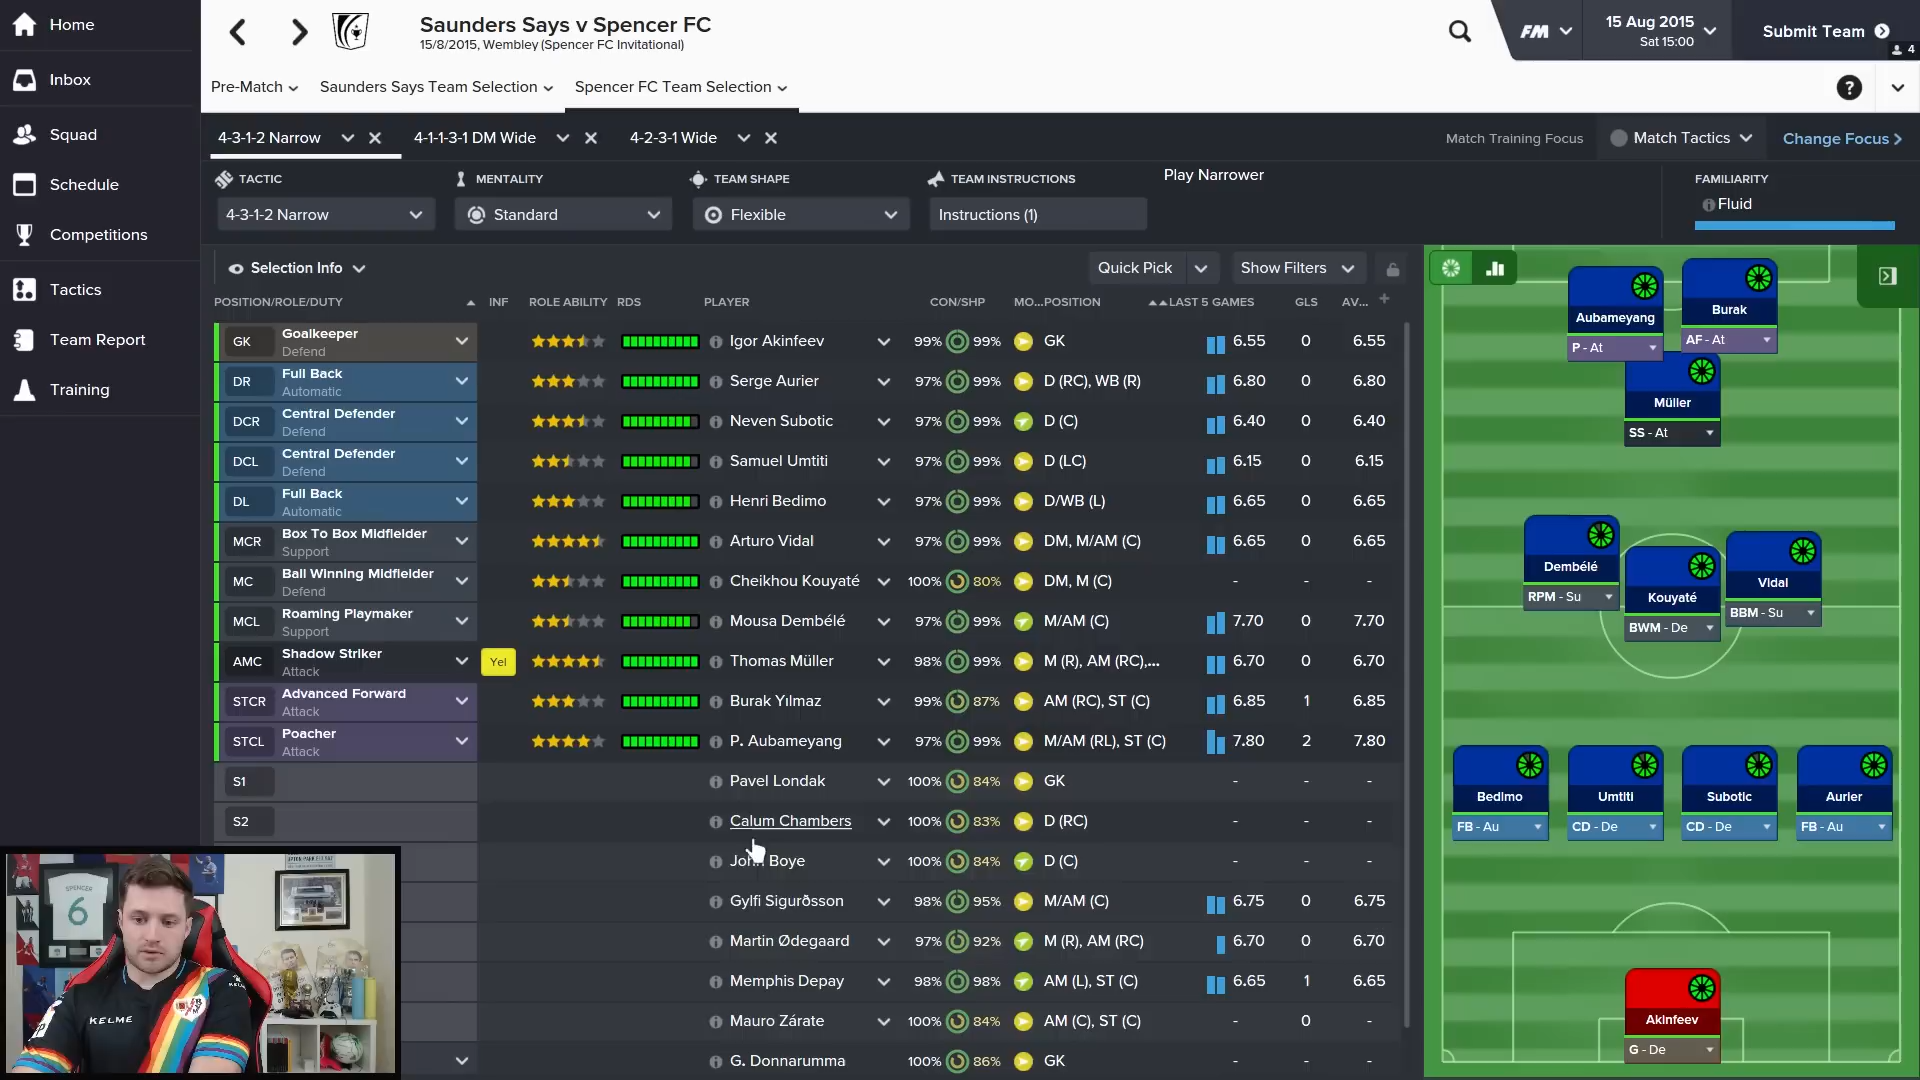 Home
Inbox
Squad
Schedule
Competitions
Tactics
Team Report
Training
Saunders Says v Spencer FC
15/8/2015, Wembley (Spencer FC Invitational)
FM
15 Aug 2015
Sat 15:00
Submit Team
4
Pre-Match
Saunders Says Team Selection
Spencer FC Team Selection
?
4-3-1-2 Narrow
4-1-1-3-1 DM Wide
4-2-3-1 Wide
Match Training Focus
Match Tactics
Change Focus >
TACTIC
MENTALITY
TEAM SHAPE
TEAM INSTRUCTIONS
Play Narrower
FAMILIARITY
4-3-1-2 Narrow
Standard
Flexible
Instructions (1)
Fluid
Selection Info
Quick Pick
Show Filters
POSITION/ROLE/DUTY INF ROLE ABILITY RDS PLAYER CON/SHP MO... POSITION LAST 5 GAMES GLS AV... +
GK Goalkeeper Defend Igor Akinfeev 99% 99% GK 6.55 0 6.55
DR Full Back Automatic Serge Aurier 97% 99% D (RC), WB (R) 6.80 0 6.80
DCR Central Defender Defend Neven Subotic 97% 99% D (C) 6.40 0 6.40
DCL Central Defender Defend Samuel Umtiti 97% 99% D (LC) 6.15 0 6.15
DL Full Back Automatic Henri Bedimo 97% 99% D/WB (L) 6.65 0 6.65
MCR Box To Box Midfielder Support Arturo Vidal 97% 99% DM, M/AM (C) 6.65 0 6.65
MC Ball Winning Midfielder Defend Cheikhou Kouyaté 100% 80% DM, M (C) - - -
MCL Roaming Playmaker Support Mousa Dembélé 97% 99% M/AM (C) 7.70 0 7.70
AMC Shadow Striker Attack Yel Thomas Müller 98% 99% M (R), AM (RC),... 6.70 0 6.70
STCR Advanced Forward Attack Burak Yılmaz 99% 87% AM (RC), ST (C) 6.85 1 6.85
STCL Poacher Attack P. Aubameyang 97% 99% M/AM (RL), ST (C) 7.80 2 7.80
S1 Pavel Londak 100% 84% GK - - -
S2 Calum Chambers 100% 83% D (RC) - - -
John Boye 100% 84% D (C) - - -
Gylfi Sigurðsson 98% 95% M/AM (C) 6.75 0 6.75
Martin Ødegaard 97% 92% M (R), AM (RC) 6.70 0 6.70
Memphis Depay 98% 98% AM (L), ST (C) 6.65 1 6.65
Mauro Zárate 100% 84% AM (C), ST (C) - 0 -
G. Donnarumma 100% 86% GK - - -
Aubameyang
P - At
Burak
AF - At
Müller
SS - At
Dembélé
RPM - Su
Kouyaté
BWM - De
Vidal
BBM - Su
Bedimo
FB - Au
Umtiti
CD - De
Subotic
CD - De
Aurier
FB - Au
Akinfeev
G - De
SPENCER
6
KELME